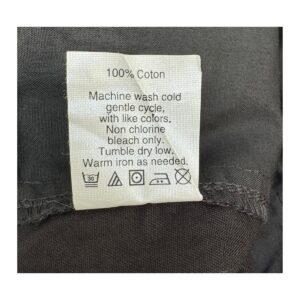 100% Coton
Machine wash cold
gentle cycle,
with like colors.
Non chlorine
bleach only.
Tumble dry low.
Warm iron as needed.
30